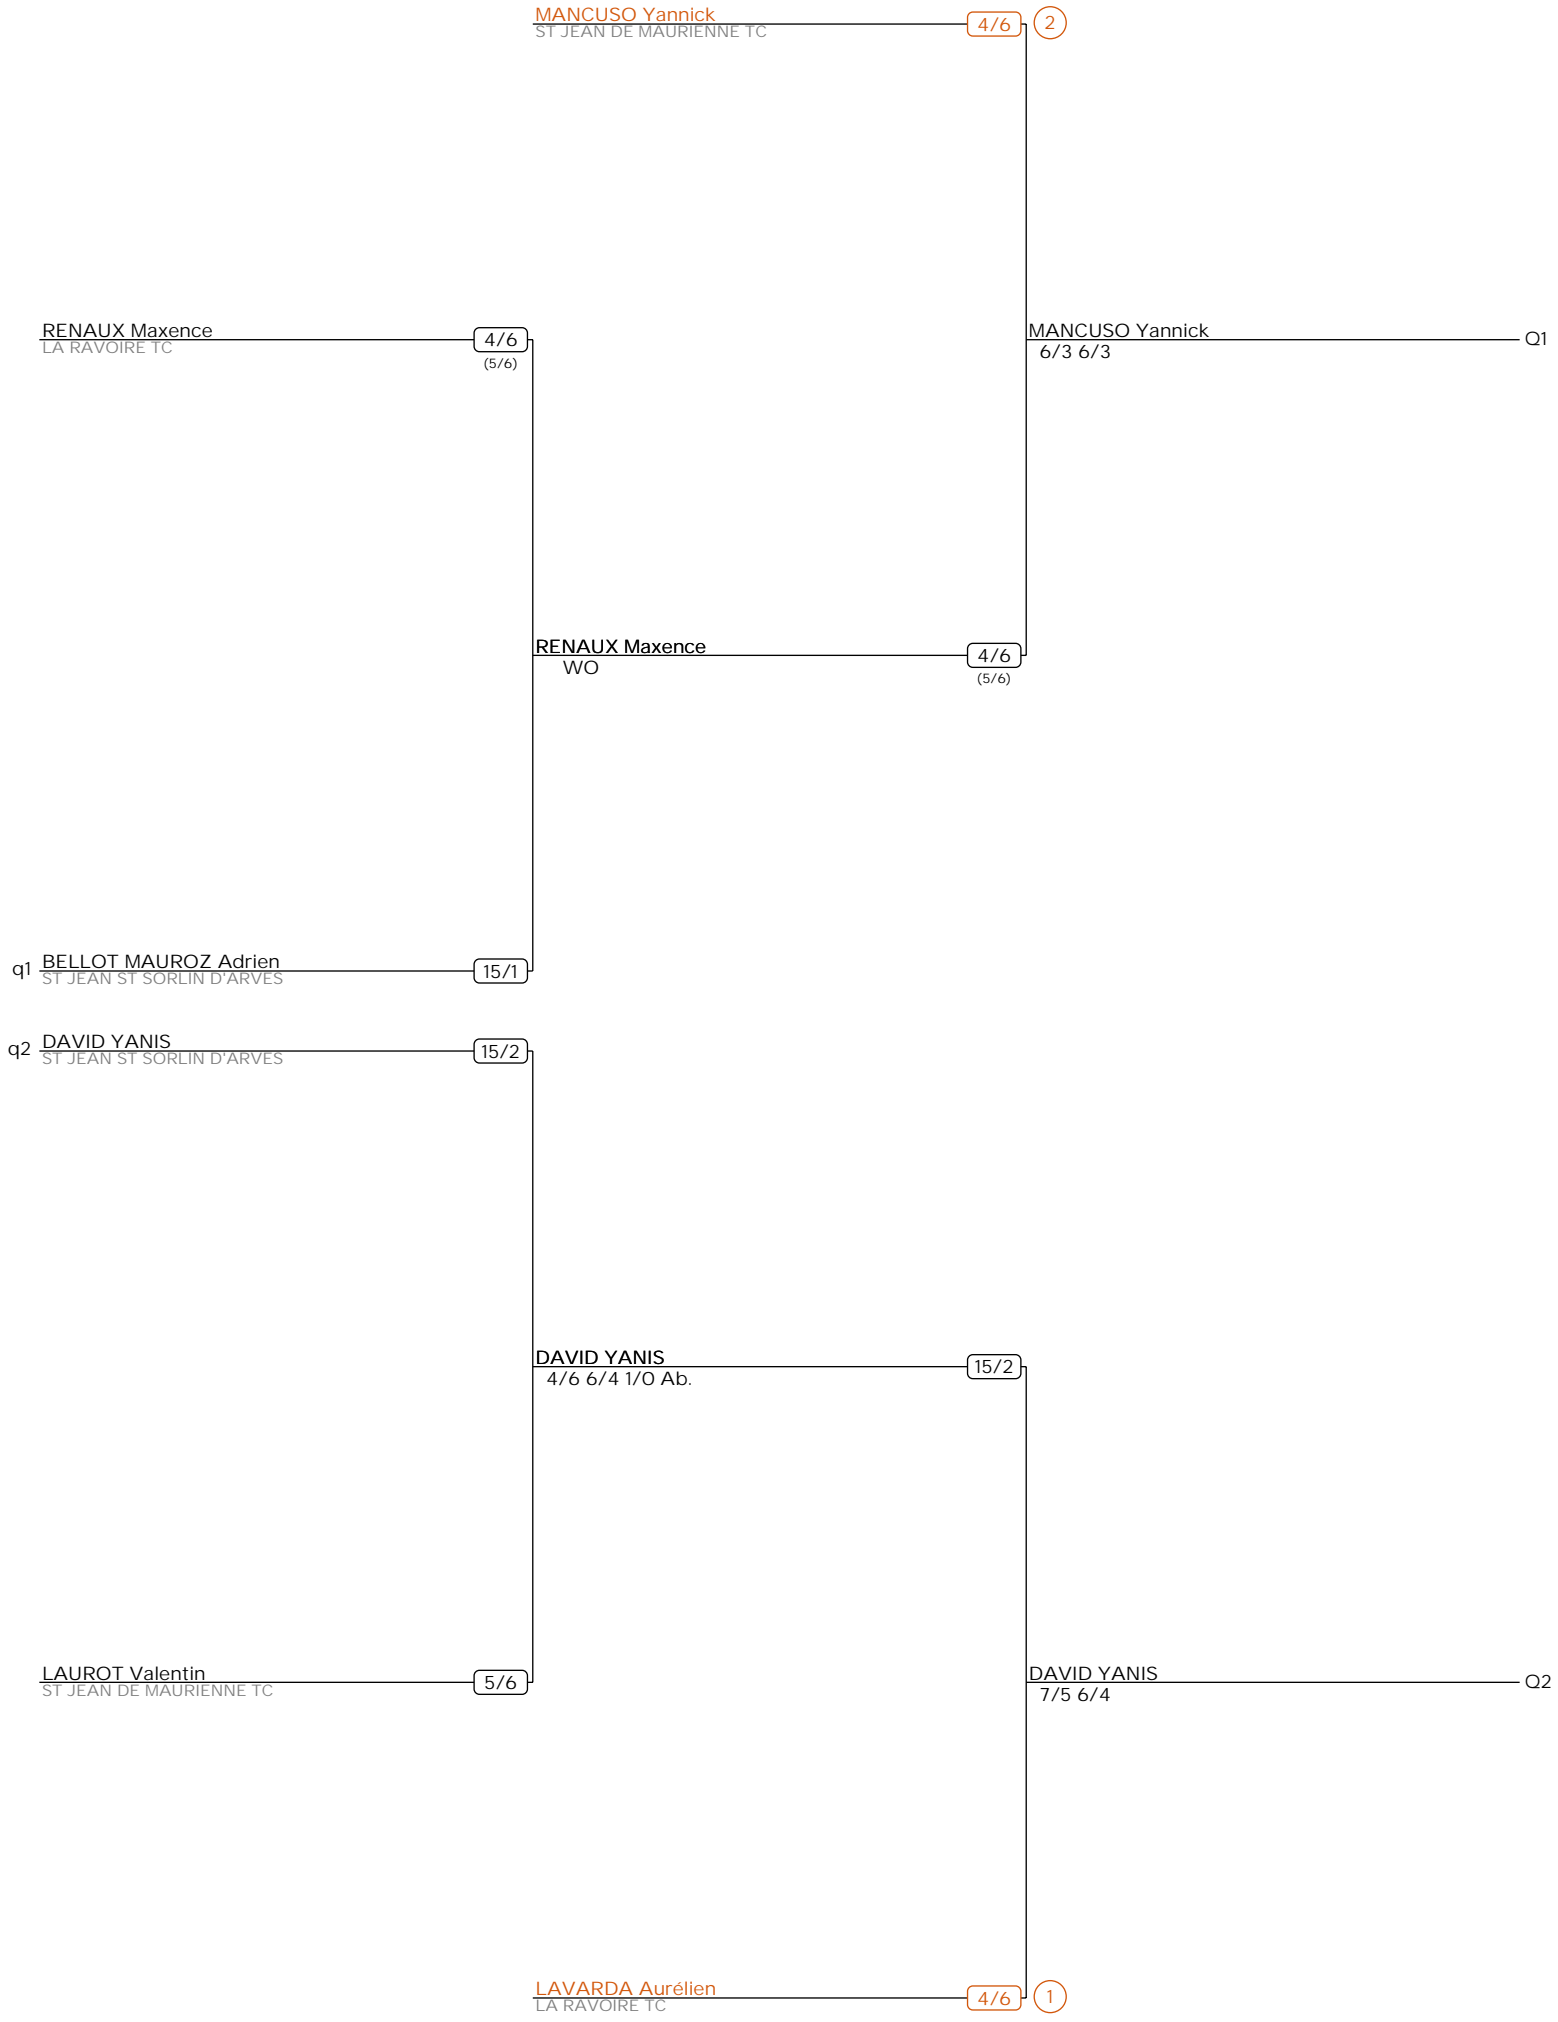 MANCUSO Yannick 4/6 2
ST JEAN DE MAURIENNE TC
RENAUX Maxence 4/6
LA RAVOIRE TC
(5/6)
MANCUSO Yannick Q1
6/3 6/3
RENAUX Maxence 4/6
WO
(5/6)
q1 BELLOT MAUROZ Adrien 15/1
ST JEAN ST SORLIN D'ARVES
q2 DAVID YANIS 15/2
ST JEAN ST SORLIN D'ARVES
DAVID YANIS 15/2
4/6 6/4 1/0 Ab.
LAUROT Valentin 5/6
ST JEAN DE MAURIENNE TC
DAVID YANIS Q2
7/5 6/4
LAVARDA Aurélien 4/6 1
LA RAVOIRE TC